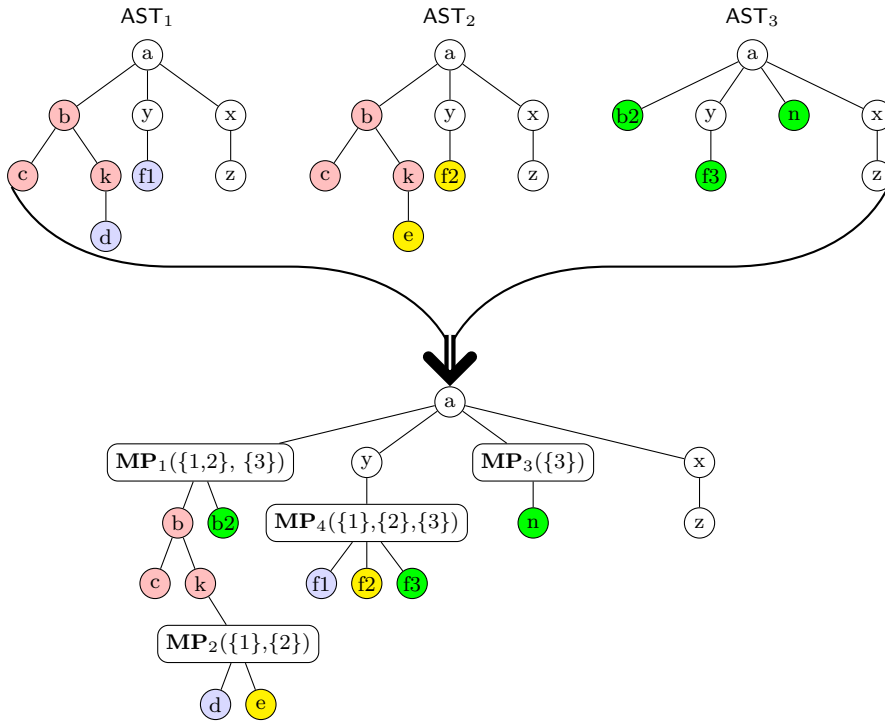 AST₁ AST₂ AST₃
a a a
b y x b y x b2 y n x
c k f1 z c k f2 z f3 z
d e
a
MP₁({1,2}, {3}) y MP₃({3}) x
b b2 MP₄({1},{2},{3}) n z
c k f1 f2 f3
MP₂({1},{2})
d e